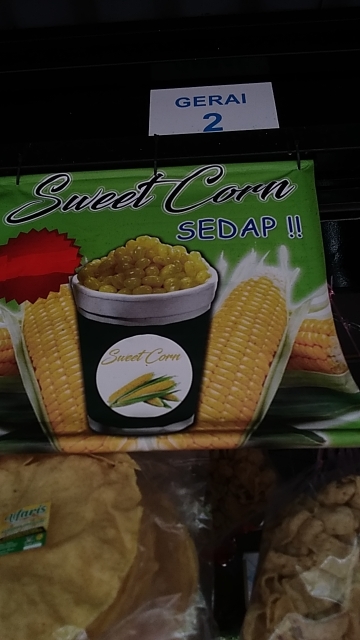 GERAI
2
Sweet Corn
SEDAP !!
Sweet Corn